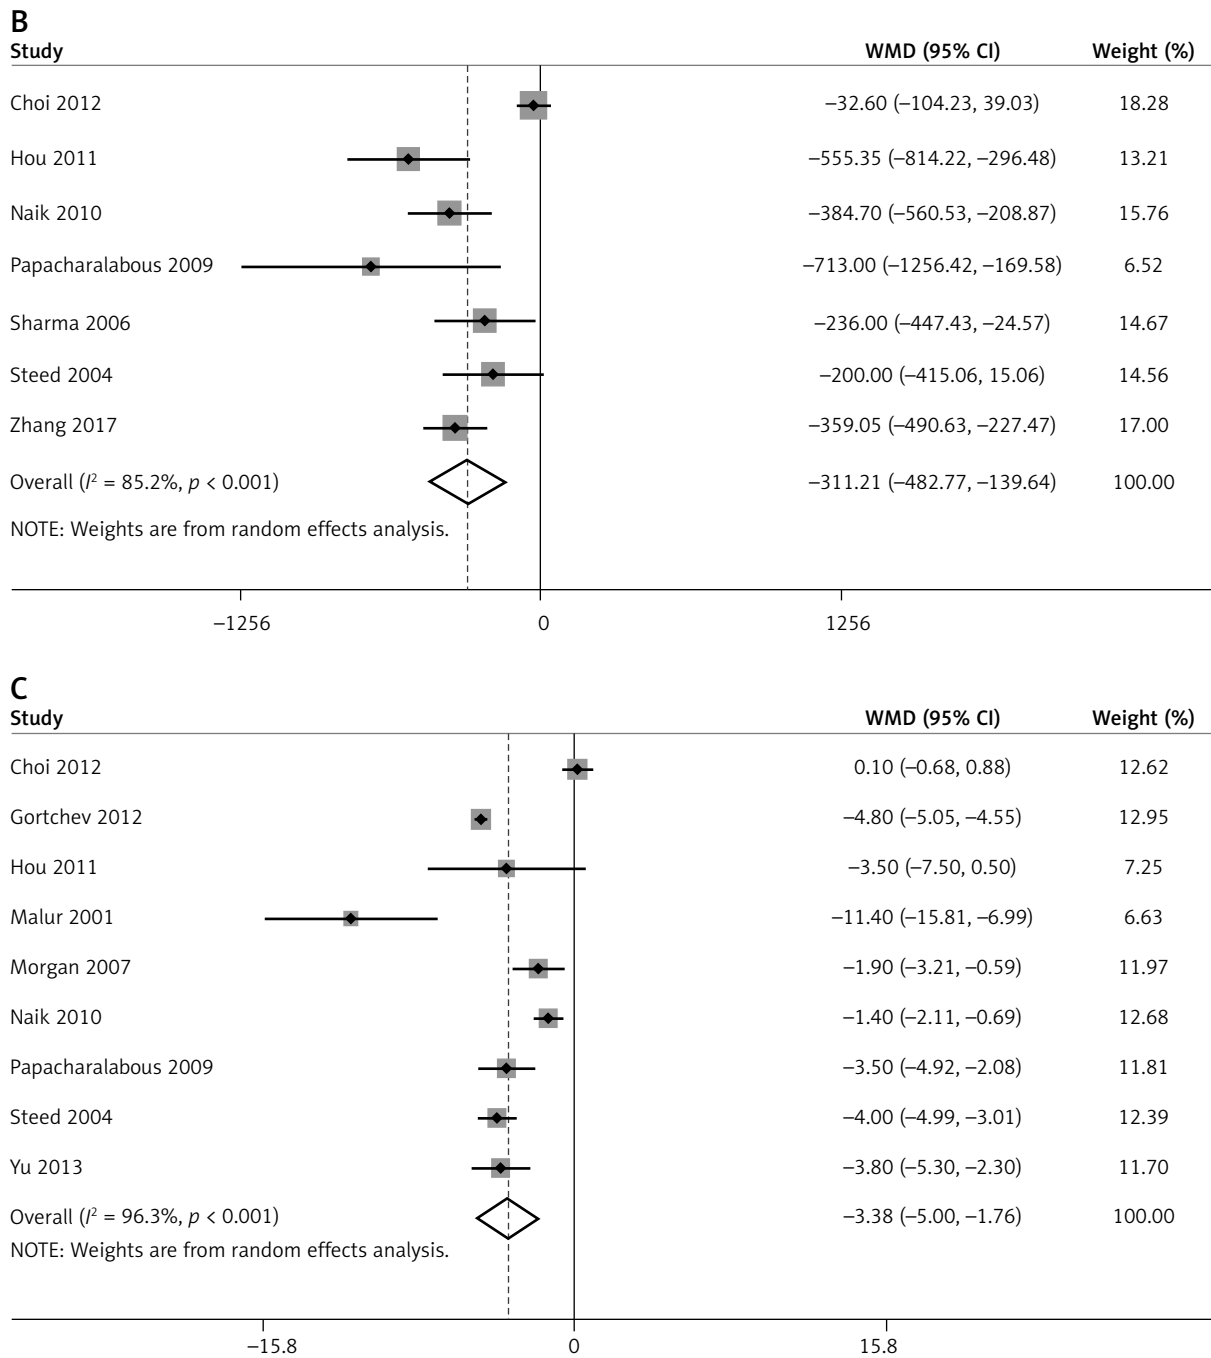 B
Study WMD (95% CI) Weight (%)
Choi 2012 –32.60 (–104.23, 39.03) 18.28
Hou 2011 –555.35 (–814.22, –296.48) 13.21
Naik 2010 –384.70 (–560.53, –208.87) 15.76
Papacharalabous 2009 –713.00 (–1256.42, –169.58) 6.52
Sharma 2006 –236.00 (–447.43, –24.57) 14.67
Steed 2004 –200.00 (–415.06, 15.06) 14.56
Zhang 2017 –359.05 (–490.63, –227.47) 17.00
Overall (I² = 85.2%, p < 0.001) –311.21 (–482.77, –139.64) 100.00
NOTE: Weights are from random effects analysis.
–1256 0 1256
C
Study WMD (95% CI) Weight (%)
Choi 2012 0.10 (–0.68, 0.88) 12.62
Gortchev 2012 –4.80 (–5.05, –4.55) 12.95
Hou 2011 –3.50 (–7.50, 0.50) 7.25
Malur 2001 –11.40 (–15.81, –6.99) 6.63
Morgan 2007 –1.90 (–3.21, –0.59) 11.97
Naik 2010 –1.40 (–2.11, –0.69) 12.68
Papacharalabous 2009 –3.50 (–4.92, –2.08) 11.81
Steed 2004 –4.00 (–4.99, –3.01) 12.39
Yu 2013 –3.80 (–5.30, –2.30) 11.70
Overall (I² = 96.3%, p < 0.001) –3.38 (–5.00, –1.76) 100.00
NOTE: Weights are from random effects analysis.
–15.8 0 15.8